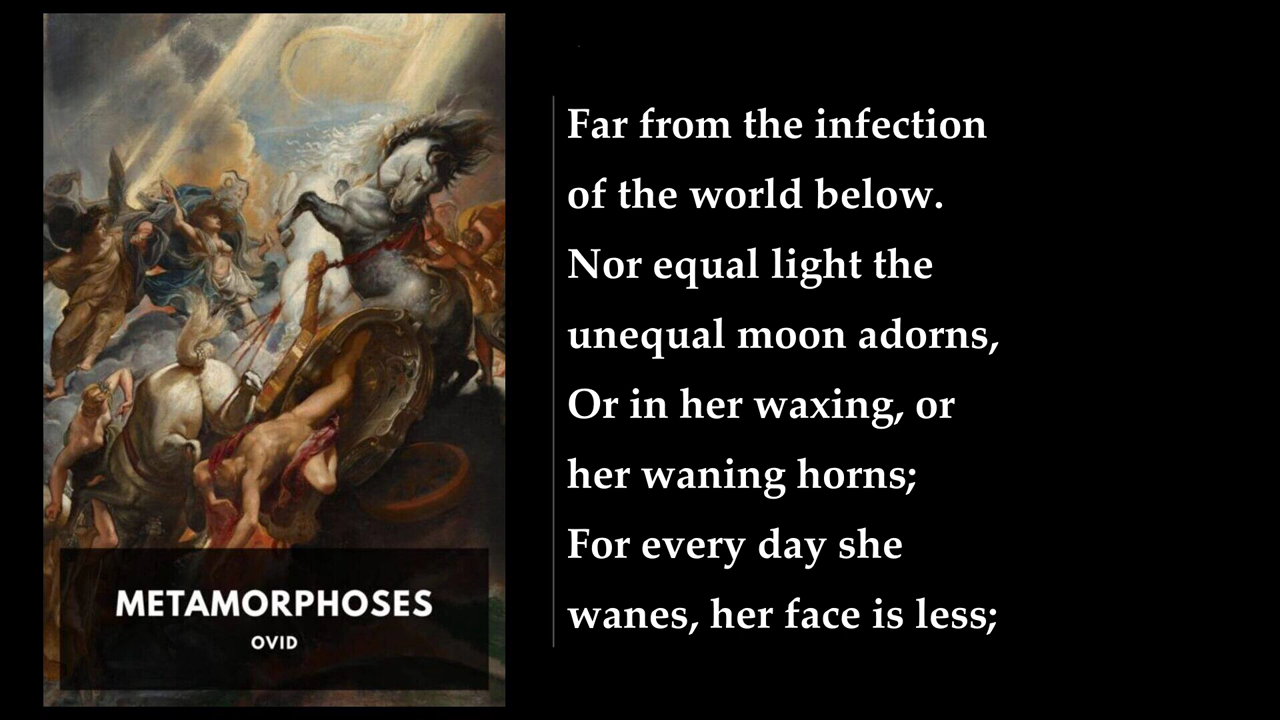 METAMORPHOSES
OVID
Far from the infection
of the world below.
Nor equal light the
unequal moon adorns,
Or in her waxing, or
her waning horns;
For every day she
wanes, her face is less;